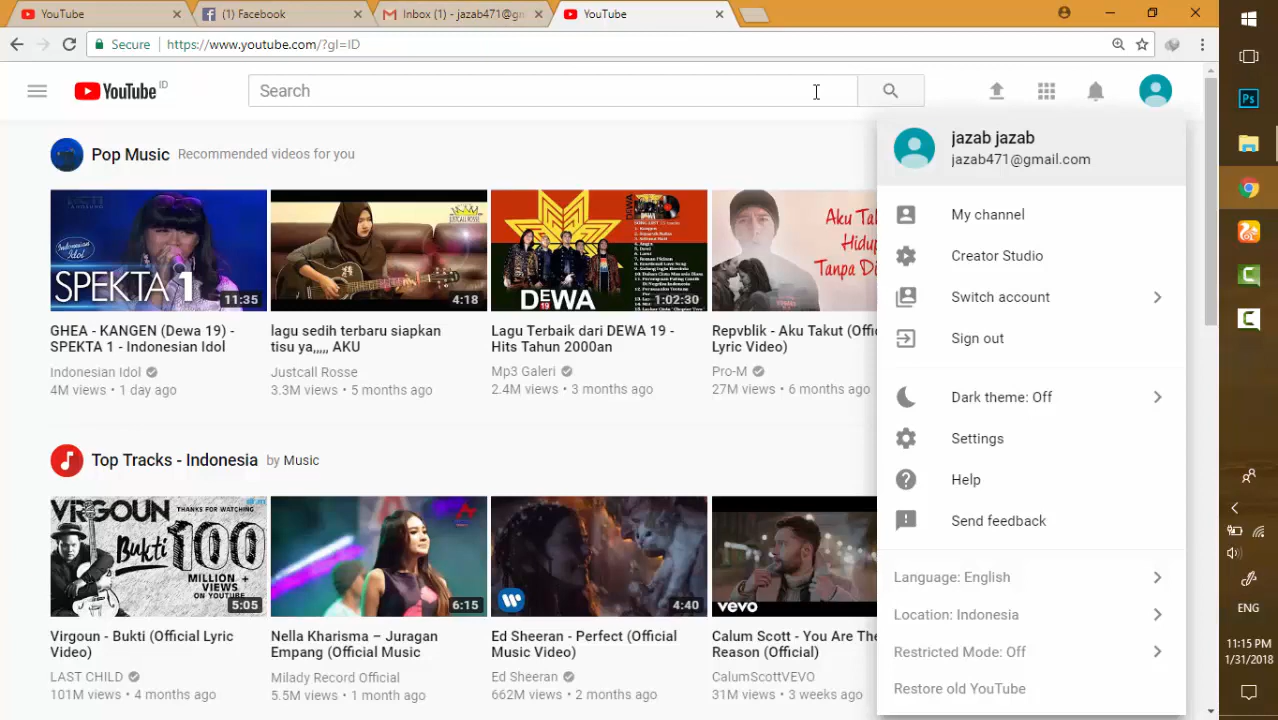 YouTube
(1) Facebook
Inbox (1) - jazab471@gm
YouTube
Secure
https://www.youtube.com/?gl=ID
YouTube ID
Search
jazab jazab
jazab471@gmail.com
My channel
Creator Studio
Switch account
Sign out
Dark theme: Off
Settings
Help
Send feedback
Language: English
Location: Indonesia
Restricted Mode: Off
Restore old YouTube
Pop Music Recommended videos for you
Indonesian Idol
SPEKTA 1
11:35
4:18
DEWA 19
1:02:30
Aku Tak
Hidup
Tanpa Di
GHEA - KANGEN (Dewa 19) -
SPEKTA 1 - Indonesian Idol
Indonesian Idol
4M views • 1 day ago
lagu sedih terbaru siapkan
tisu ya,,,,, AKU
Justcall Rosse
3.3M views • 5 months ago
Lagu Terbaik dari DEWA 19 -
Hits Tahun 2000an
Mp3 Galeri
2.4M views • 3 months ago
Repvblik - Aku Takut (Offic
Lyric Video)
Pro-M
27M views • 6 months ago
Top Tracks - Indonesia by Music
VIRGOUN
THANKS FOR WATCHING
Bukti
100
MILLION +
VIEWS
ON YOUTUBE
5:05
6:15
4:40
vevo
Virgoun - Bukti (Official Lyric
Video)
LAST CHILD
101M views • 4 months ago
Nella Kharisma – Juragan
Empang (Official Music
Milady Record Official
5.5M views • 1 month ago
Ed Sheeran - Perfect (Official
Music Video)
Ed Sheeran
662M views • 2 months ago
Calum Scott - You Are The
Reason (Official)
CalumScottVEVO
31M views • 3 weeks ago
Ps
ENG
11:15 PM
1/31/2018